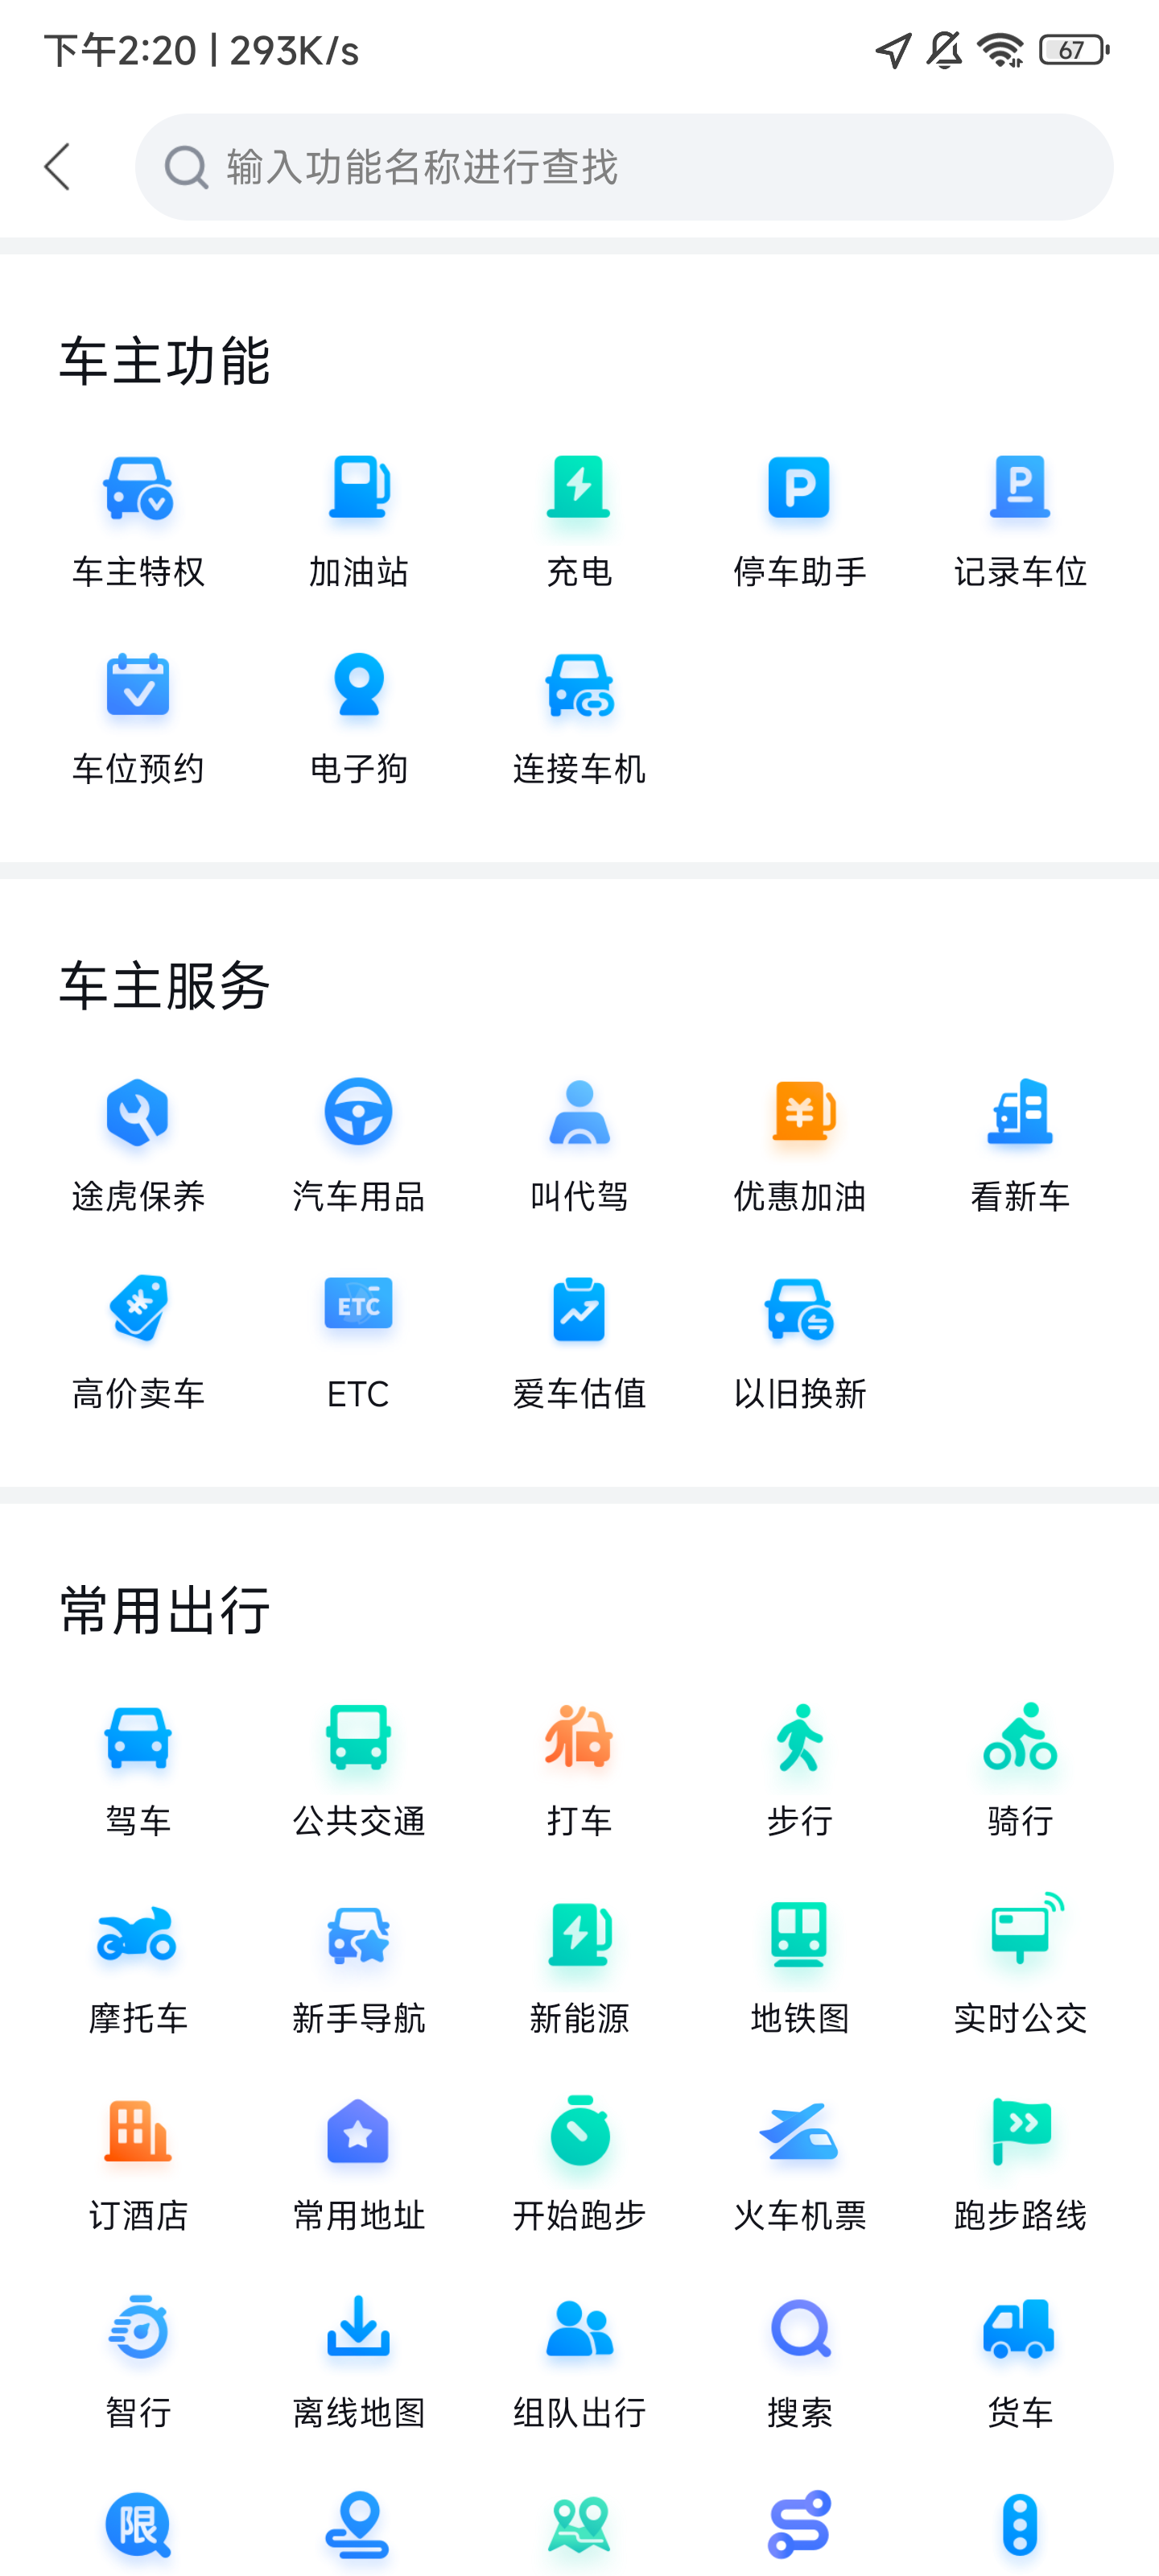 下午2:20 | 293K/s
67
输入功能名称进行查找
车主功能
车主特权 加油站 充电 停车助手 记录车位
车位预约 电子狗 连接车机
车主服务
途虎保养 汽车用品 叫代驾 优惠加油 看新车
ETC
高价卖车 ETC 爱车估值 以旧换新
常用出行
驾车 公共交通 打车 步行 骑行
摩托车 新手导航 新能源 地铁图 实时公交
订酒店 常用地址 开始跑步 火车机票 跑步路线
智行 离线地图 组队出行 搜索 货车
限